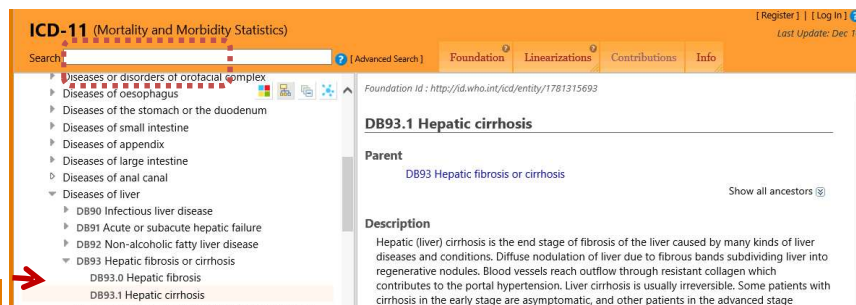 [ Register ] | [ Log In ]
ICD-11 (Mortality and Morbidity Statistics)
Last Update: Dec 1
Search
[ Advanced Search ]
Foundation
Linearizations
Contributions
Info
Diseases or disorders of orofacial complex
Diseases of oesophagus
Diseases of the stomach or the duodenum
Diseases of small intestine
Diseases of appendix
Diseases of large intestine
Diseases of anal canal
Diseases of liver
DB90 Infectious liver disease
DB91 Acute or subacute hepatic failure
DB92 Non-alcoholic fatty liver disease
DB93 Hepatic fibrosis or cirrhosis
DB93.0 Hepatic fibrosis
DB93.1 Hepatic cirrhosis
Foundation Id : http://id.who.int/icd/entity/1781315693
DB93.1 Hepatic cirrhosis
Parent
DB93 Hepatic fibrosis or cirrhosis
Show all ancestors
Description
Hepatic (liver) cirrhosis is the end stage of fibrosis of the liver caused by many kinds of liver
diseases and conditions. Diffuse nodulation of liver due to fibrous bands subdividing liver into
regenerative nodules. Blood vessels reach outflow through resistant collagen which
contributes to the portal hypertension. Liver cirrhosis is usually irreversible. Some patients with
cirrhosis in the early stage are asymptomatic, and other patients in the advanced stage